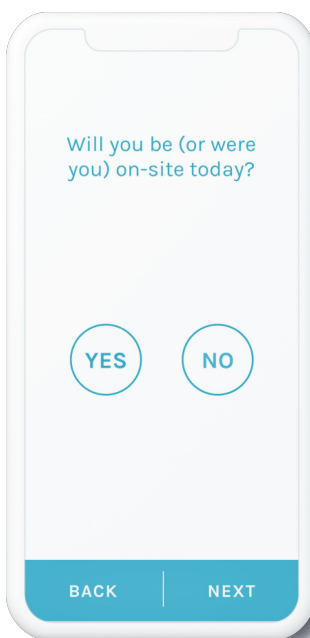 Will you be (or were
you) on-site today?
YES
NO
BACK
NEXT